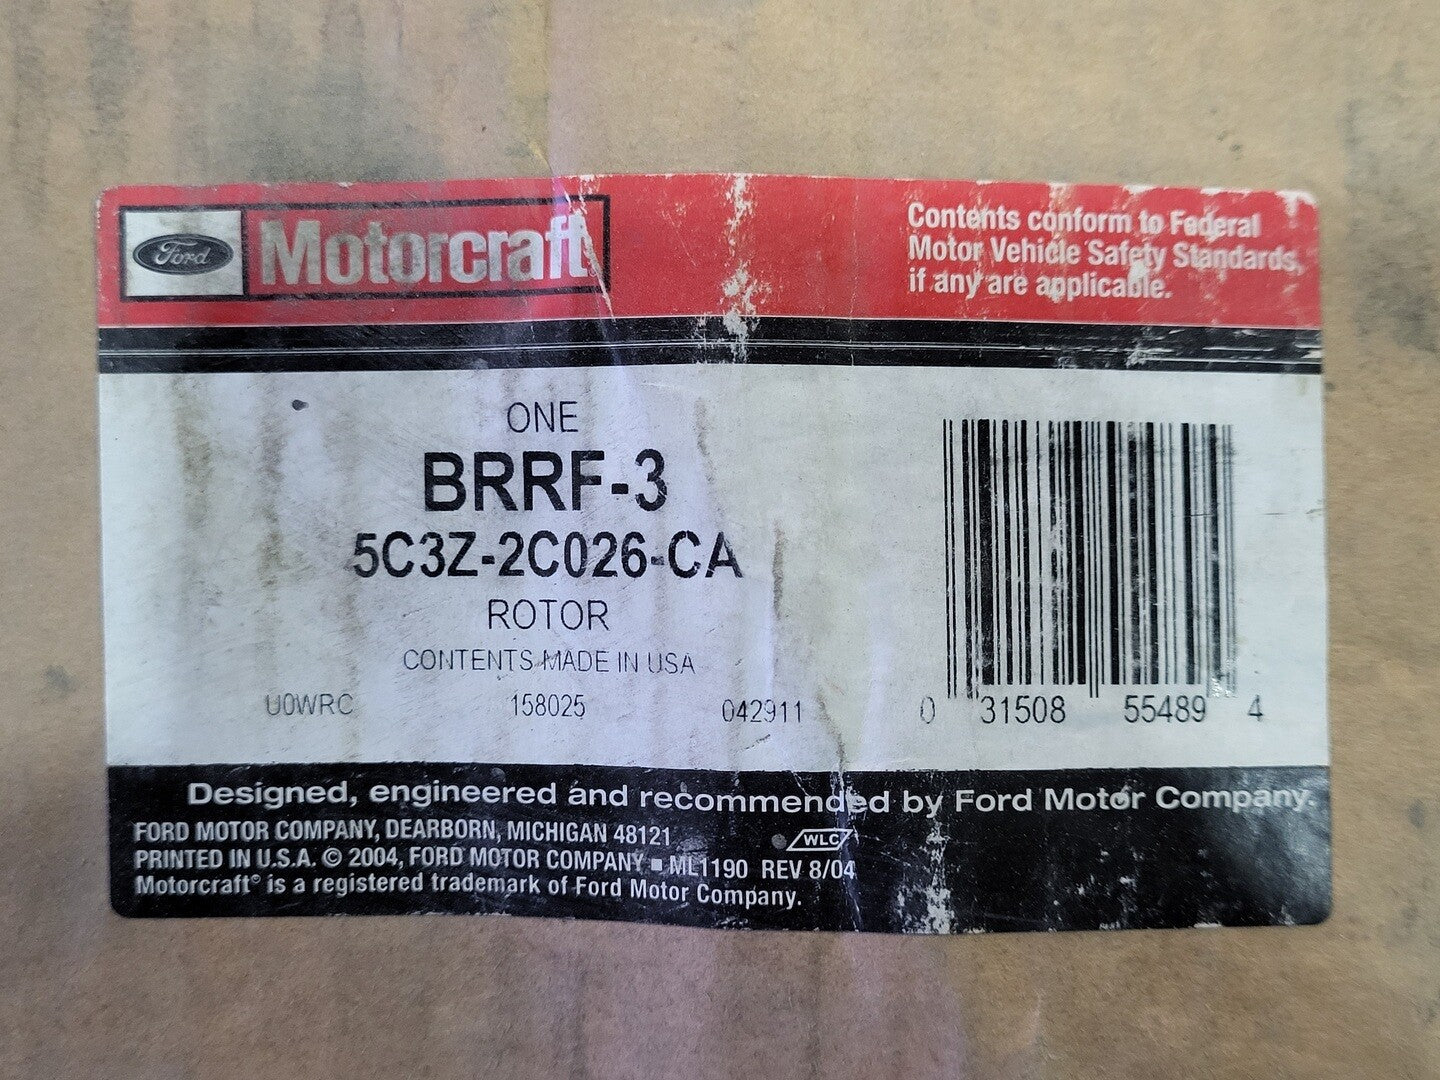 Ford Motorcraft
Contents conform to Federal
Motor Vehicle Safety Standards,
if any are applicable.
ONE
BRRF-3
5C3Z-2C026-CA
ROTOR
CONTENTS MADE IN USA
U0WRC 158025 042911
0 31508 55489 4
Designed, engineered and recommended by Ford Motor Company.
FORD MOTOR COMPANY, DEARBORN, MICHIGAN 48121
WLC
PRINTED IN U.S.A. © 2004, FORD MOTOR COMPANY ▪ ML1190 REV 8/04
Motorcraft® is a registered trademark of Ford Motor Company.